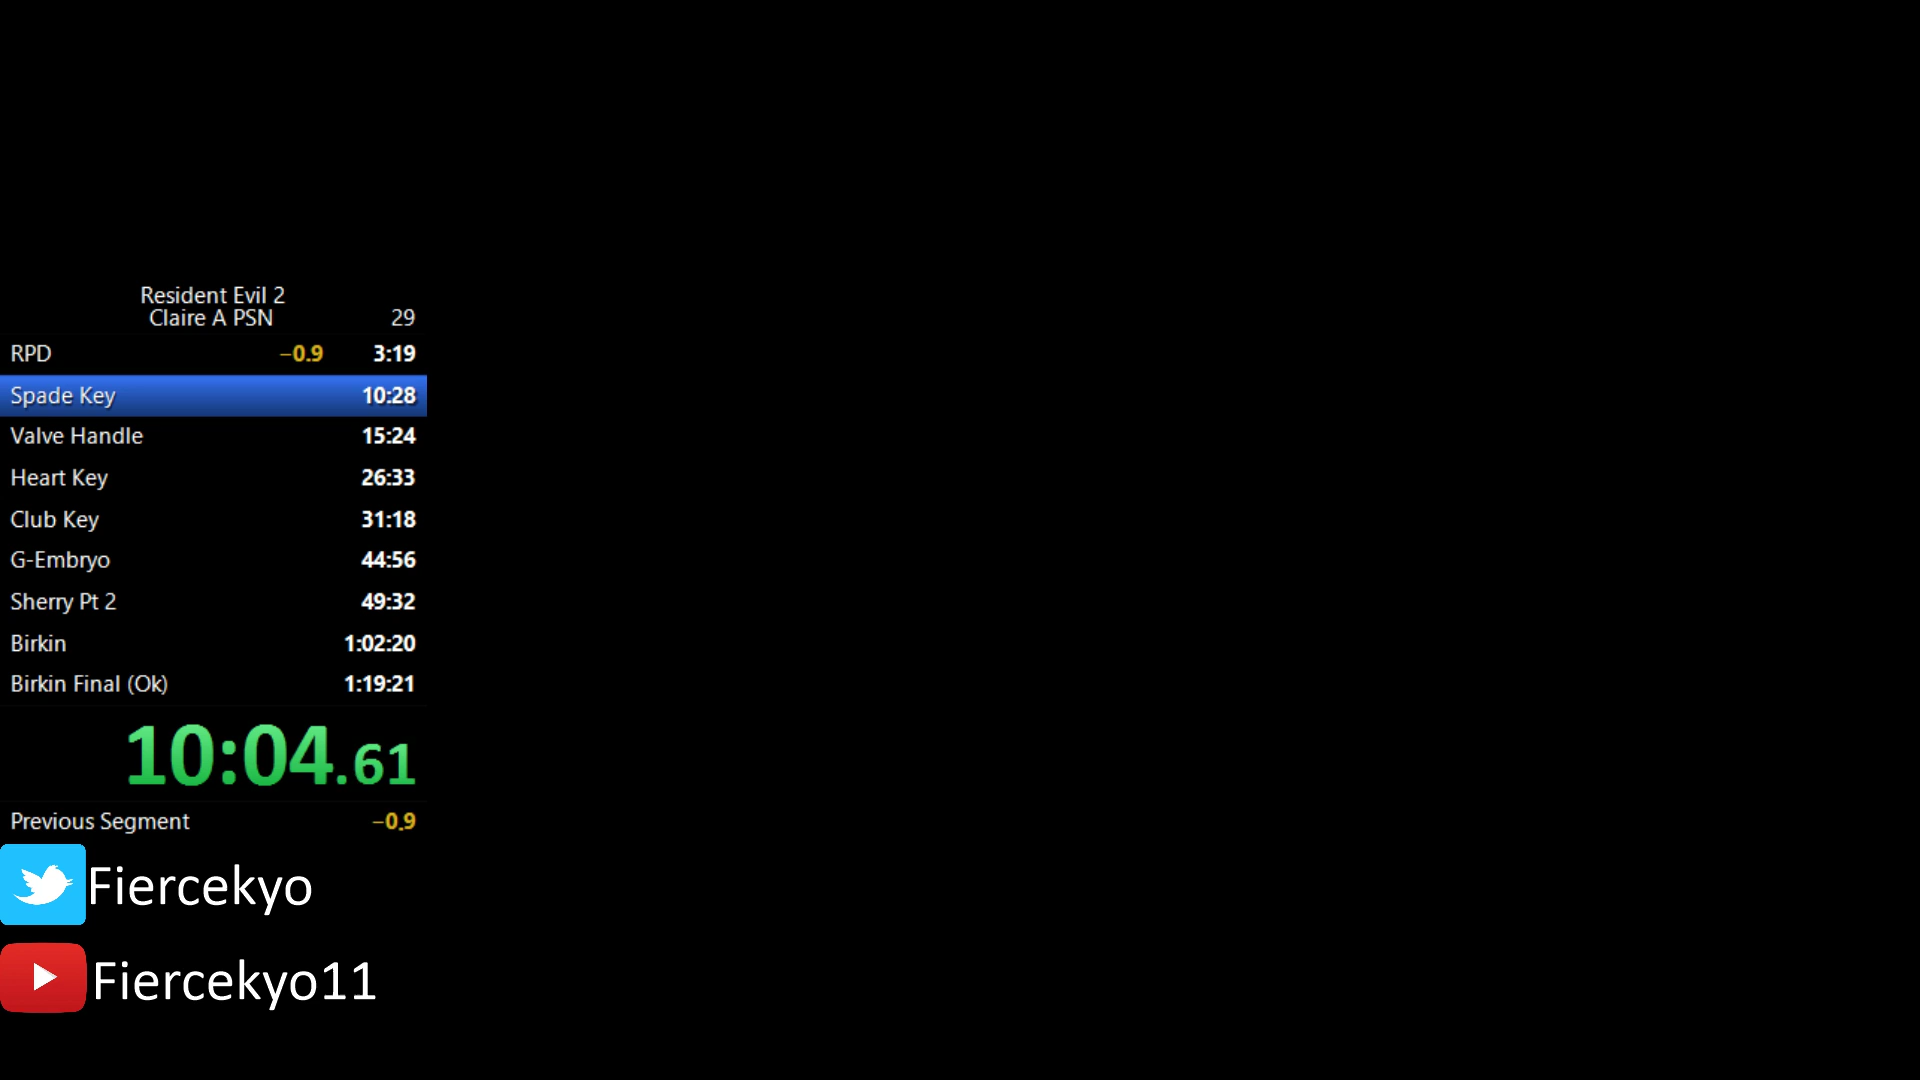 Resident Evil 2
Claire A PSN 29
RPD −0.9 3:19
Spade Key 10:28
Valve Handle 15:24
Heart Key 26:33
Club Key 31:18
G-Embryo 44:56
Sherry Pt 2 49:32
Birkin 1:02:20
Birkin Final (Ok) 1:19:21
10:04.61
Previous Segment −0.9
Fiercekyo
Fiercekyo11